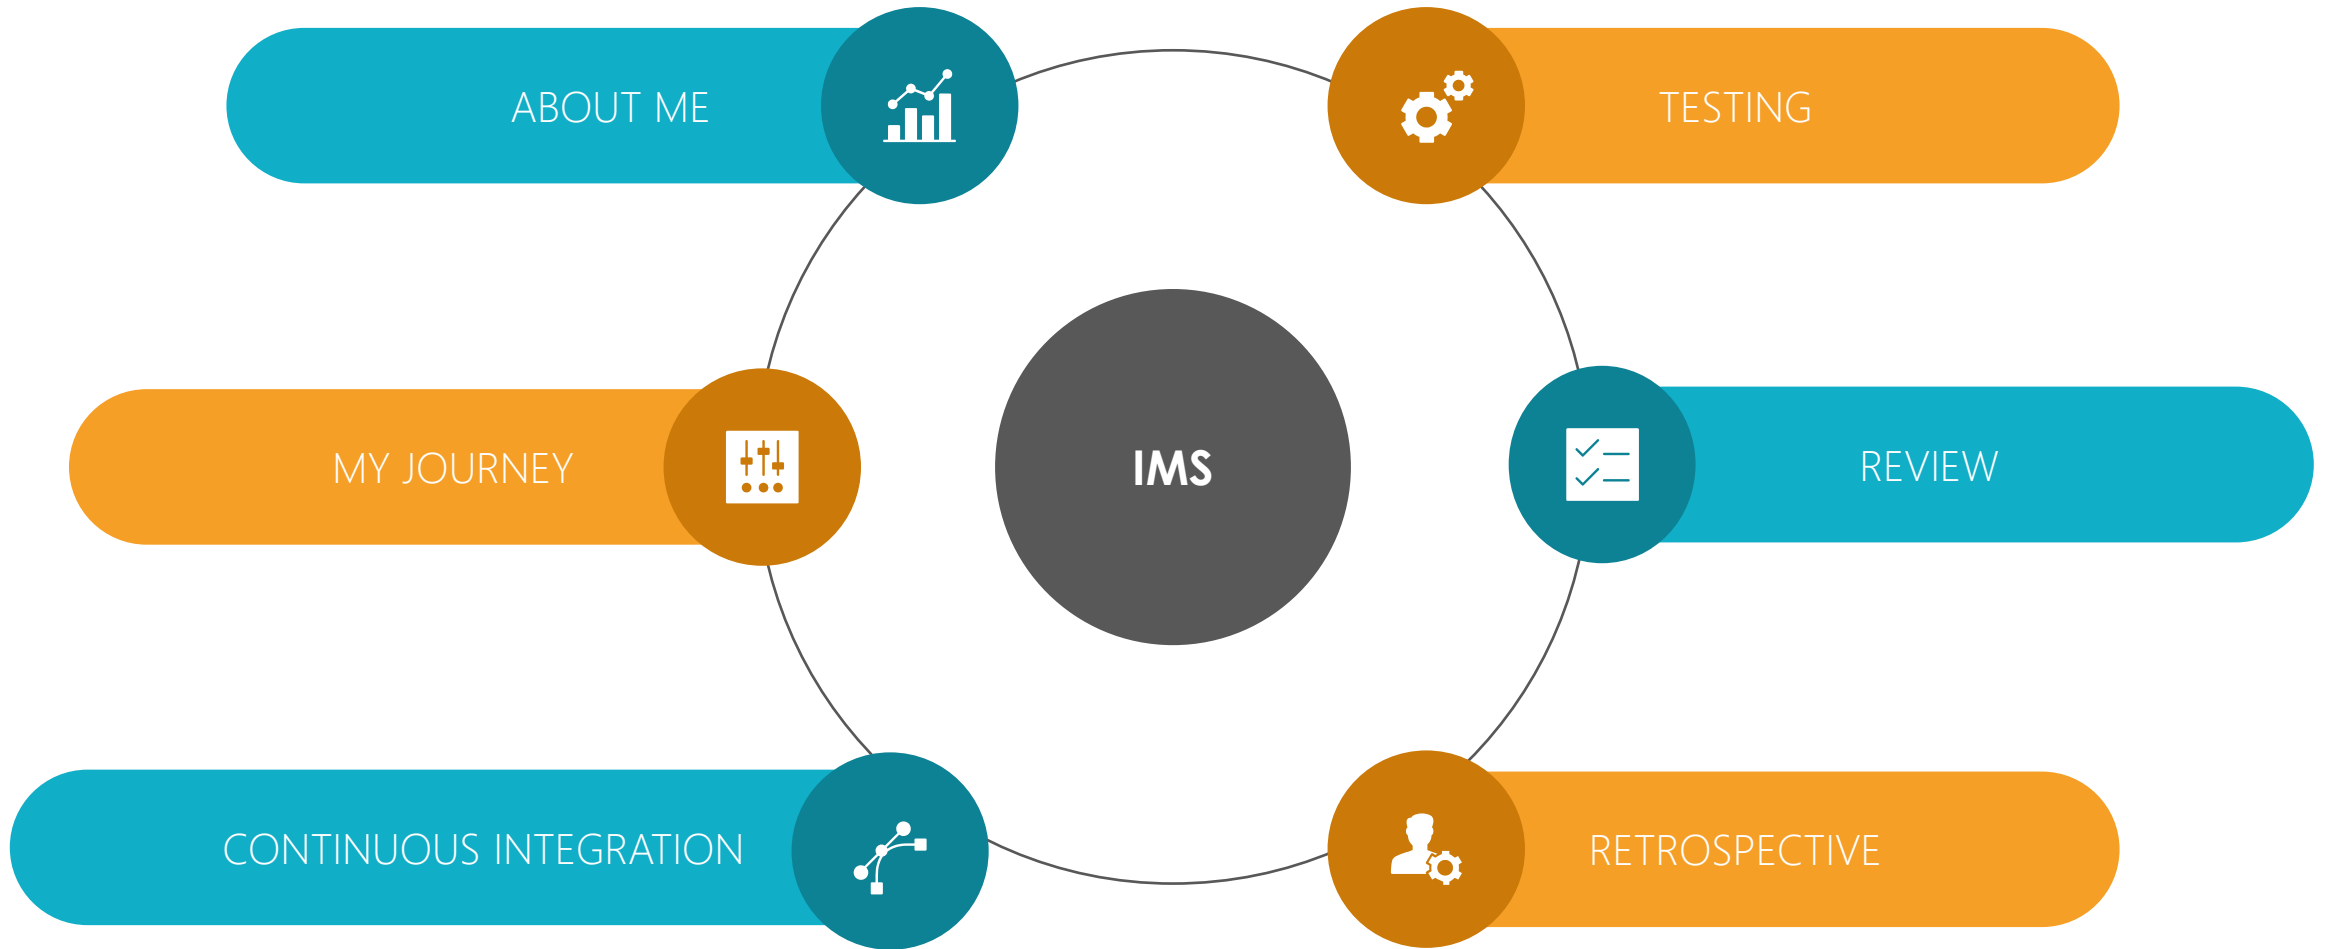 ABOUT ME
TESTING
MY JOURNEY
IMS
REVIEW
CONTINUOUS INTEGRATION
RETROSPECTIVE